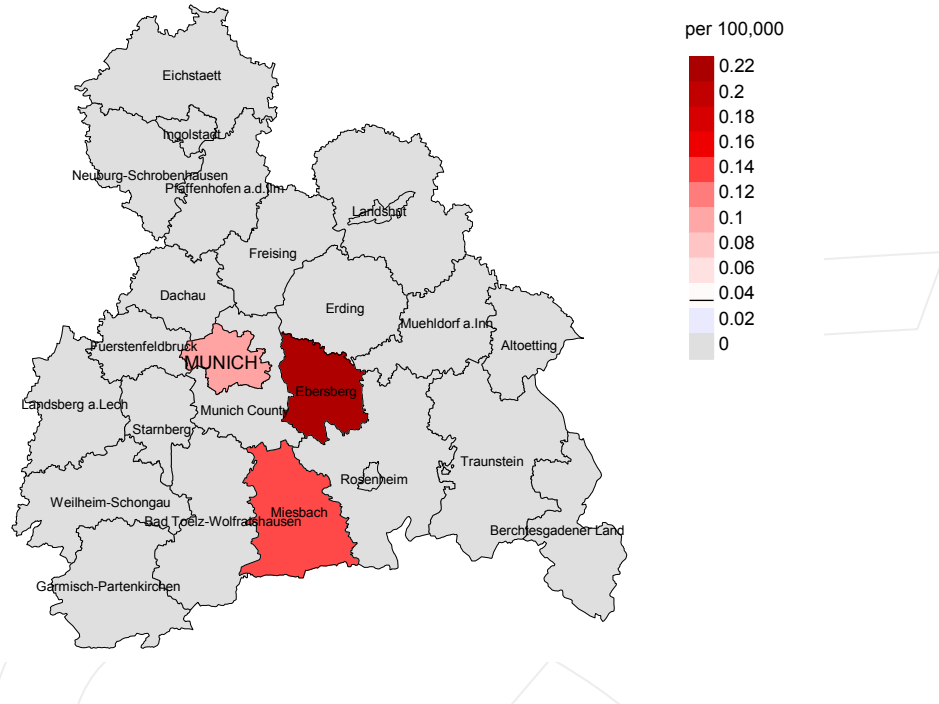 per 100,000
0.22
0.2
0.18
0.16
0.14
0.12
0.1
0.08
0.06
0.04
0.02
0
Eichstaett
Ingolstadt
Neuburg-Schrobenhausen
Pfaffenhofen a.d.Ilm
Landshut
Freising
Dachau
Erding
Muehldorf a.Inn
Altoetting
Fuerstenfeldbruck
MUNICH
Ebersberg
Landsberg a.Lech
Munich County
Starnberg
Traunstein
Rosenheim
Weilheim-Schongau
Miesbach
Bad Toelz-Wolfratshausen
Berchtesgadener Land
Garmisch-Partenkirchen